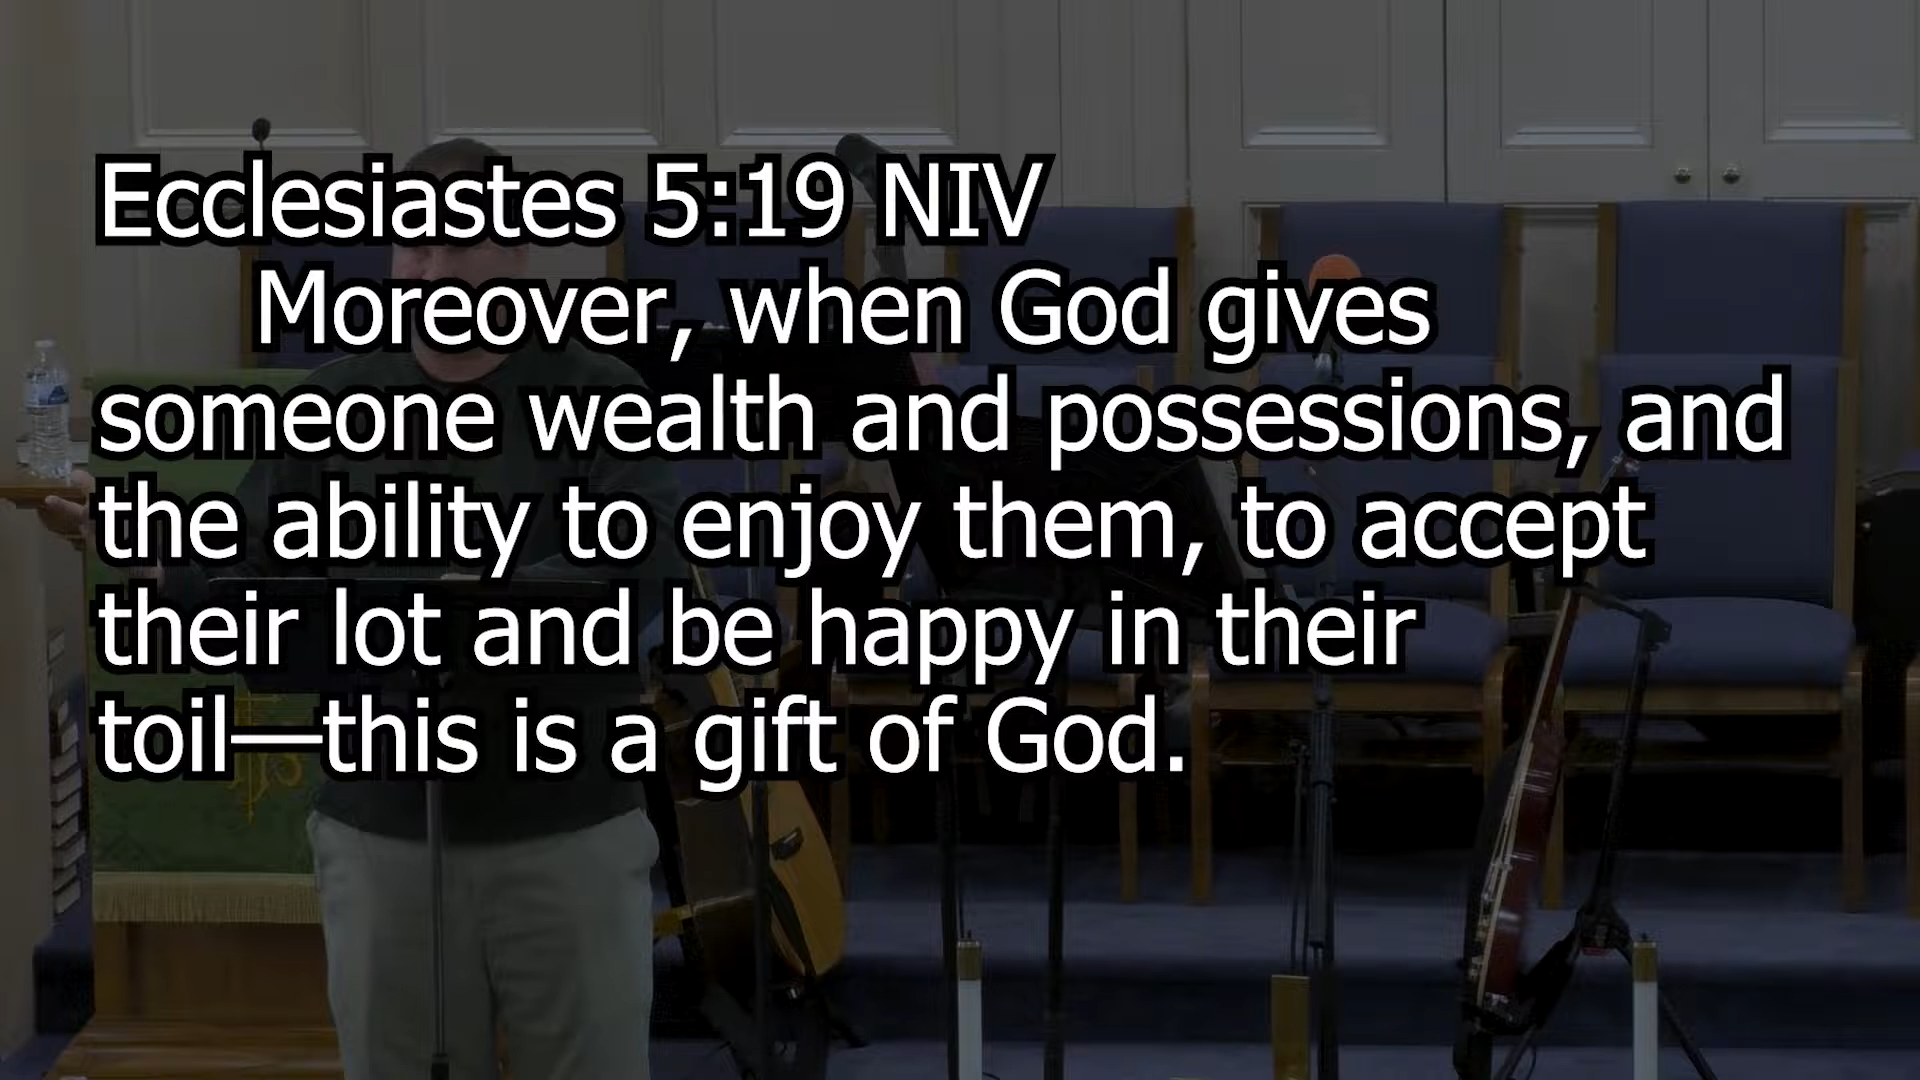 Ecclesiastes 5:19 NIV
Moreover, when God gives
someone wealth and possessions, and
the ability to enjoy them, to accept
their lot and be happy in their
toil—this is a gift of God.